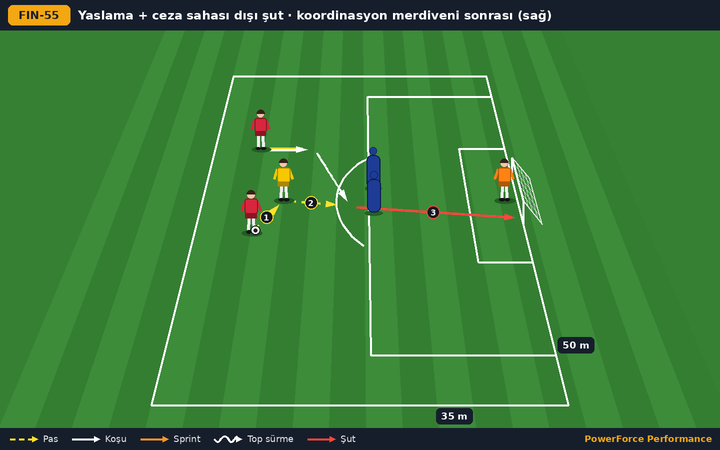 FIN-55 Yaslama + ceza sahası dışı şut · koordinasyon merdiveni sonrası (sağ)
1
2
3
50 m
35 m
Pas Koşu Sprint Top sürme Şut PowerForce Performance